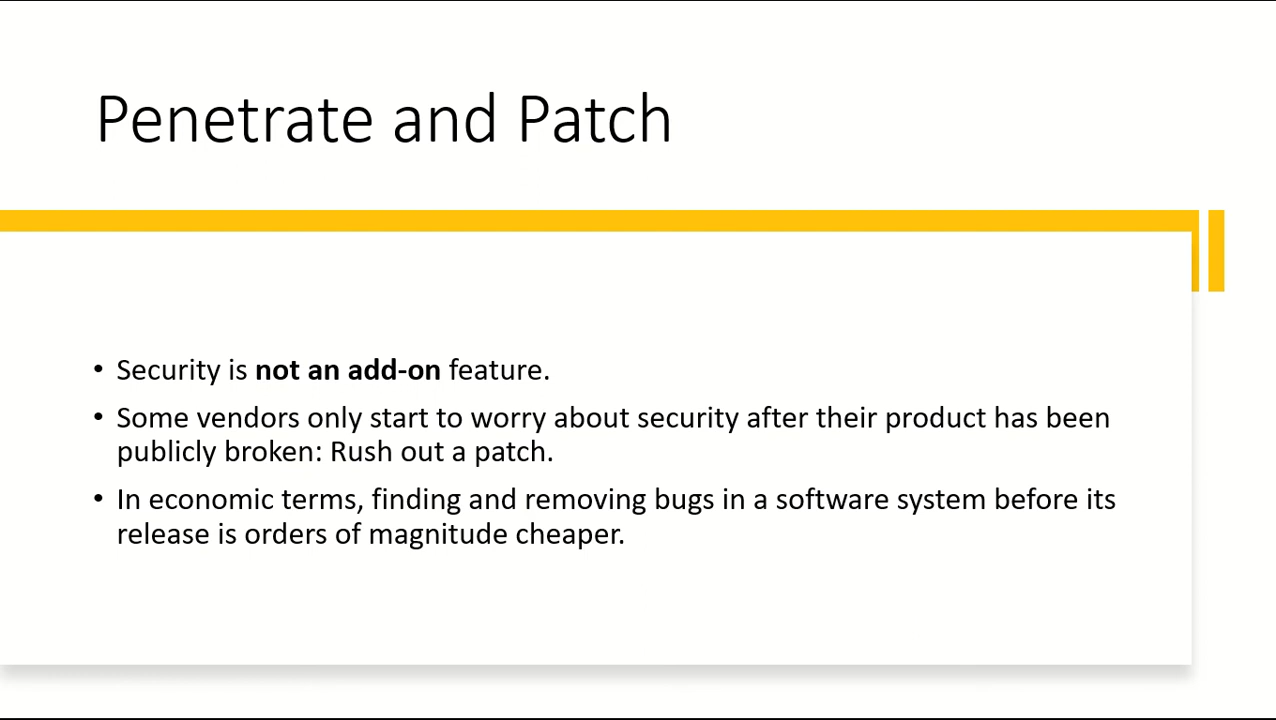 Penetrate and Patch
• Security is not an add-on feature.
• Some vendors only start to worry about security after their product has been
publicly broken: Rush out a patch.
• In economic terms, finding and removing bugs in a software system before its
release is orders of magnitude cheaper.